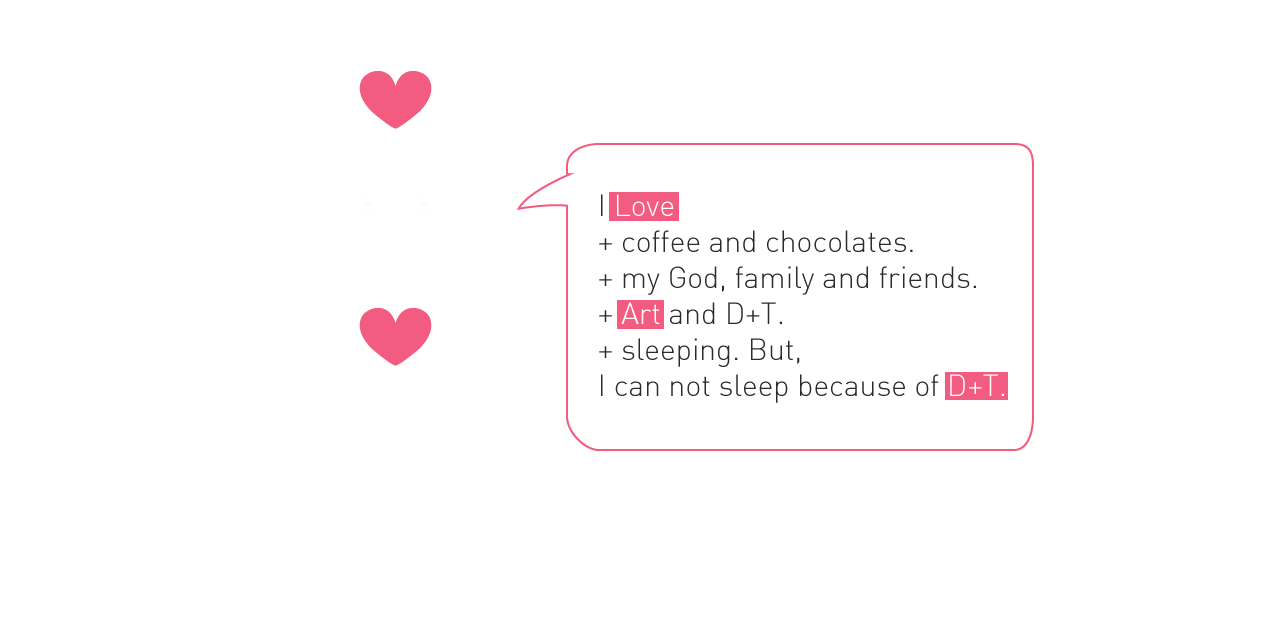 I Love
+ coffee and chocolates.
+ my God, family and friends.
+ Art and D+T.
+ sleeping. But,
I can not sleep because of D+T.